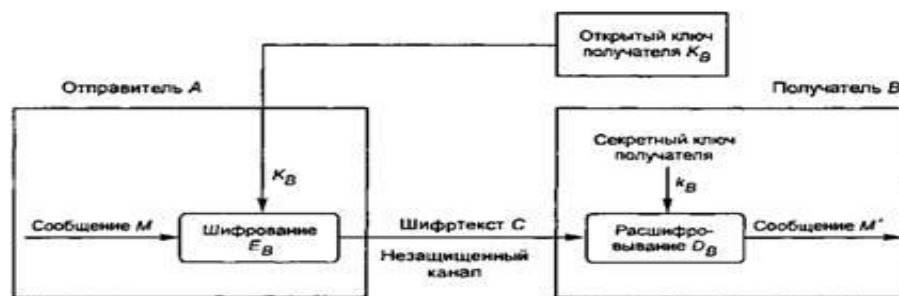 Открытый ключ
получателя K_B
Отправитель A
Получатель B
Секретный ключ
получателя
K_B
k_B
Сообщение M
Шифрование
E_B
Шифртекст C
Незащищенный
канал
Расшифро-
вывание D_B
Сообщение M'